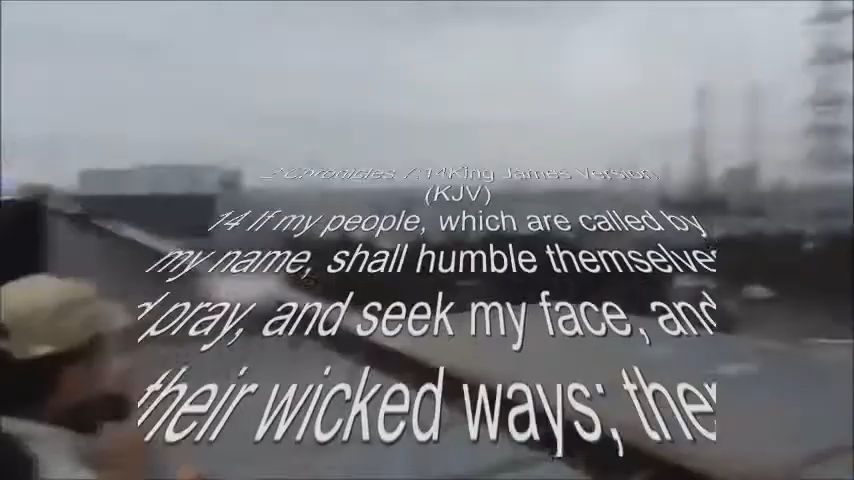 2 Chronicles 7:14King James Version
(KJV)
14 If my people, which are called by
my name, shall humble themselve
pray, and seek my face, and
their wicked ways; then